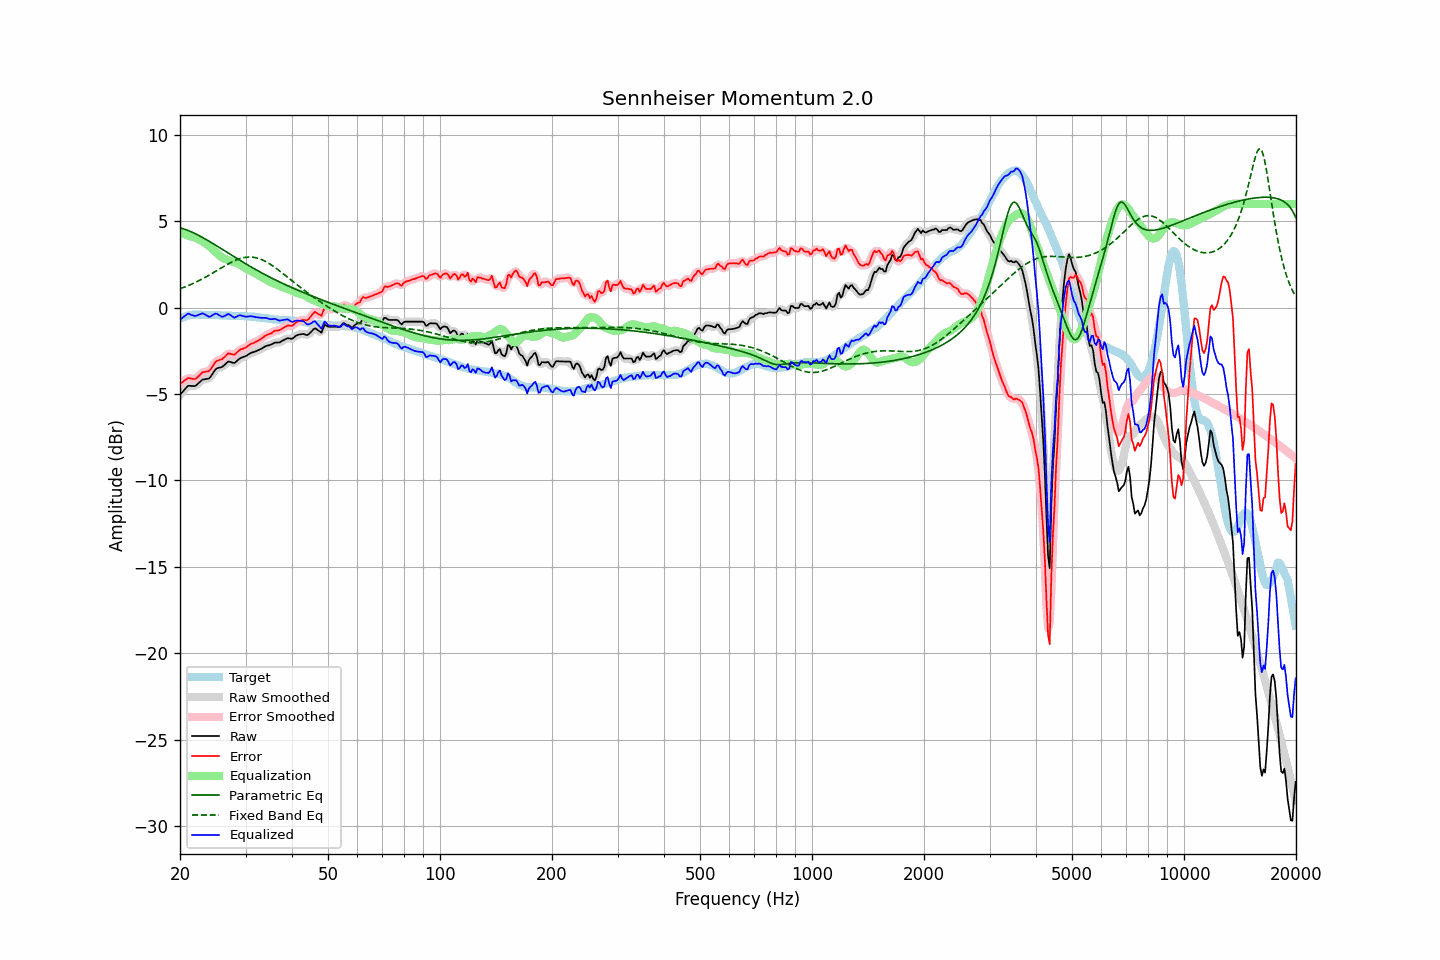 Sennheiser Momentum 2.0
10
5
0
−5
−10
−15
−20
−25
−30
Amplitude (dBr)
Target
Raw Smoothed
Error Smoothed
Raw
Error
Equalization
Parametric Eq
Fixed Band Eq
Equalized
20 50 100 200 500 1000 2000 5000 10000 20000
Frequency (Hz)